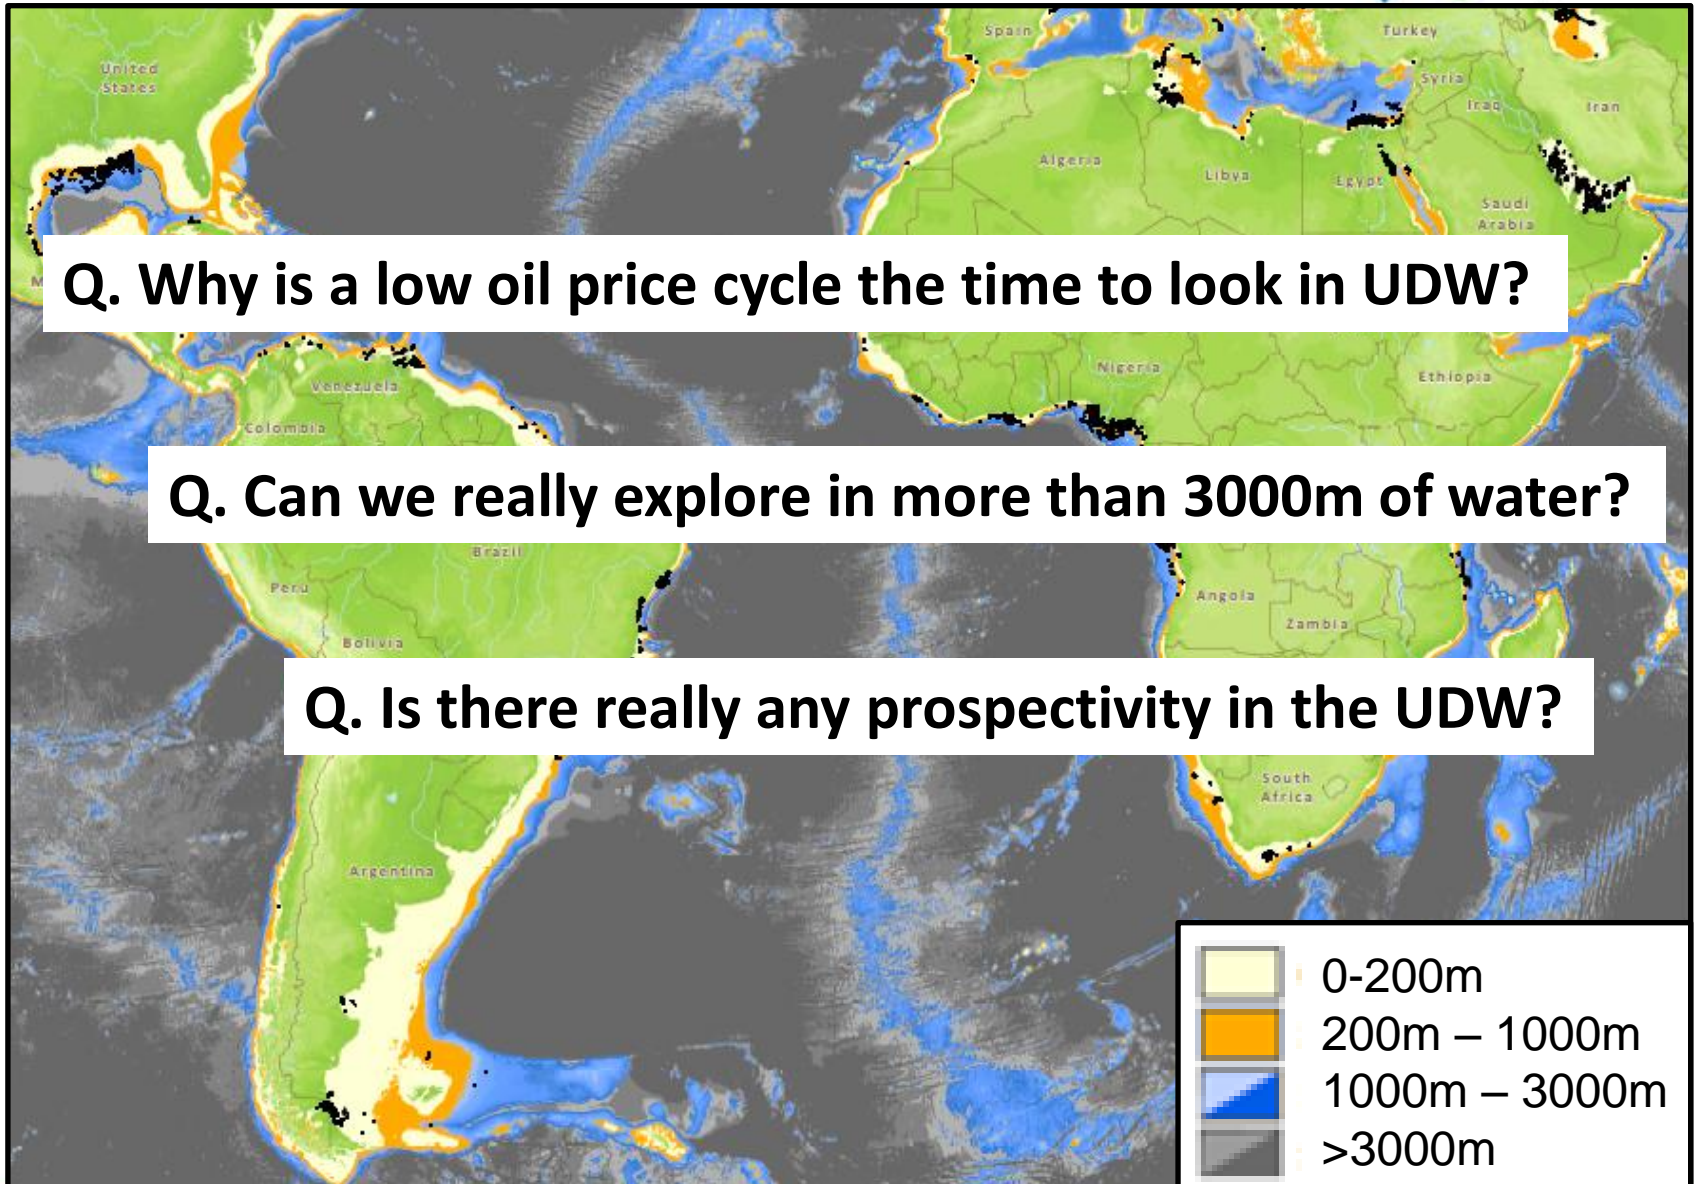 United
States
Spain
Turkey
Syria
Iraq
Iran
Algeria
Libya
Egypt
Saudi
Arabia
M
Q. Why is a low oil price cycle the time to look in UDW?
Venezuela
Nigeria
Ethiopia
Colombia
Q. Can we really explore in more than 3000m of water?
Brazil
Peru
Angola
Zambia
Bolivia
Q. Is there really any prospectivity in the UDW?
South
Africa
Argentina
0-200m
200m – 1000m
1000m – 3000m
>3000m